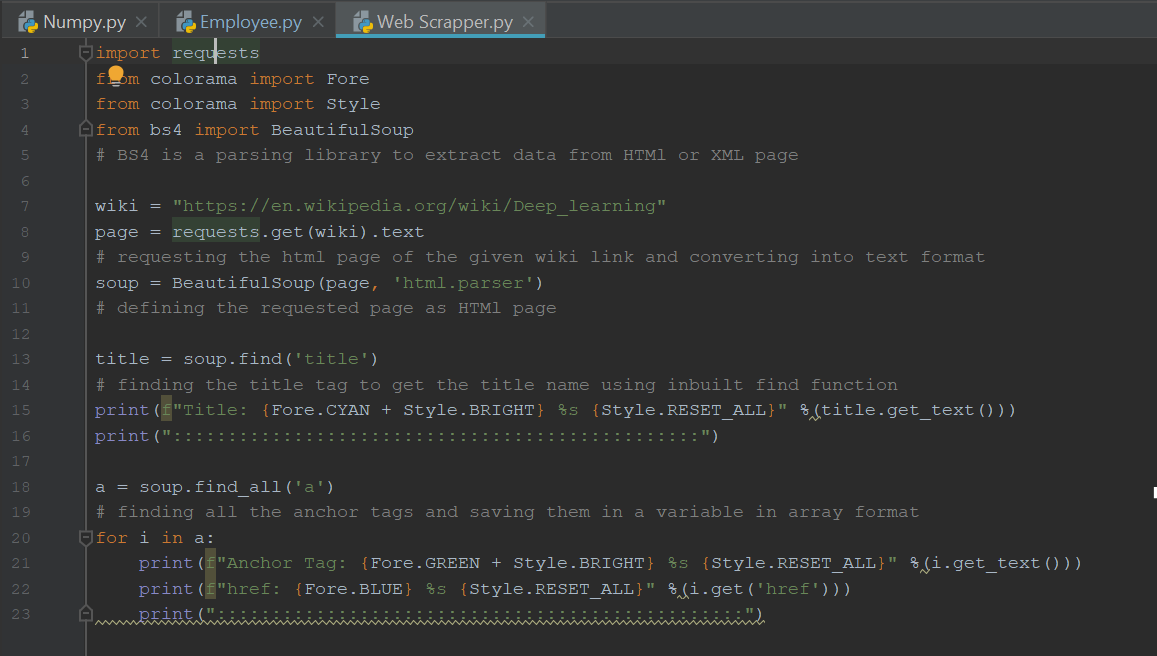 Numpy.py Employee.py Web Scrapper.py
1 import requests
2 from colorama import Fore
3 from colorama import Style
4 from bs4 import BeautifulSoup
5 # BS4 is a parsing library to extract data from HTMl or XML page
6
7 wiki = "https://en.wikipedia.org/wiki/Deep_learning"
8 page = requests.get(wiki).text
9 # requesting the html page of the given wiki link and converting into text format
10 soup = BeautifulSoup(page, 'html.parser')
11 # defining the requested page as HTMl page
12
13 title = soup.find('title')
14 # finding the title tag to get the title name using inbuilt find function
15 print(f"Title: {Fore.CYAN + Style.BRIGHT} %s {Style.RESET_ALL}" %(title.get_text()))
16 print("::::::::::::::::::::::::::::::::::::::::::::::::")
17
18 a = soup.find_all('a')
19 # finding all the anchor tags and saving them in a variable in array format
20 for i in a:
21     print(f"Anchor Tag: {Fore.GREEN + Style.BRIGHT} %s {Style.RESET_ALL}" %(i.get_text()))
22     print(f"href: {Fore.BLUE} %s {Style.RESET_ALL}" %(i.get('href')))
23     print("::::::::::::::::::::::::::::::::::::::::::::::::")